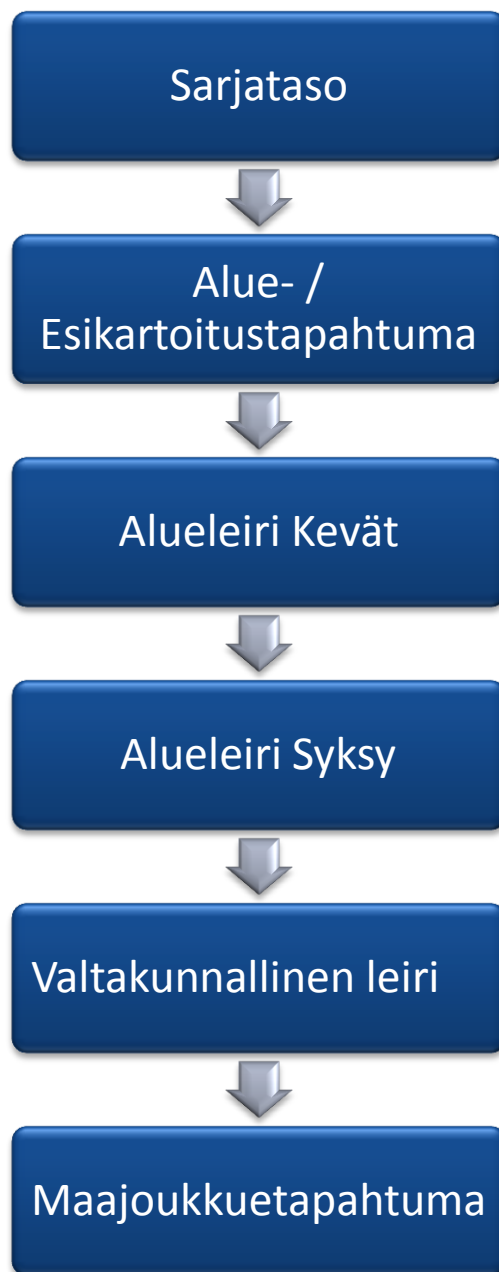 Sarjataso
Alue- /
Esikartoitustapahtuma
Alueleiri Kevät
Alueleiri Syksy
Valtakunnallinen leiri
Maajoukkuetapahtuma